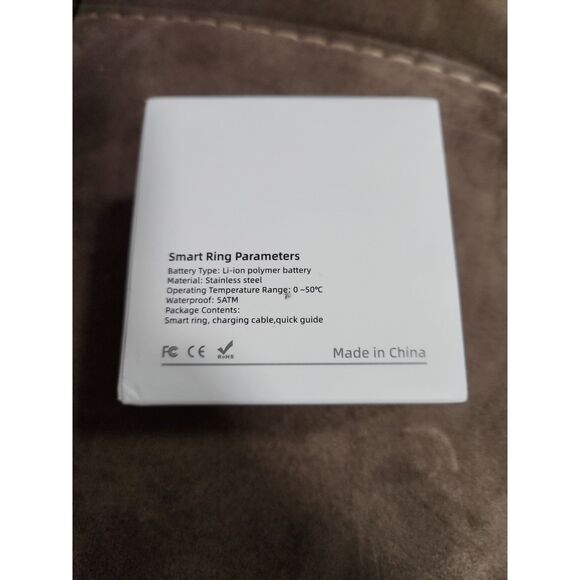 Smart Ring Parameters
Battery Type: Li-ion polymer battery
Material: Stainless steel
Operating Temperature Range: 0 ~50℃
Waterproof: 5ATM
Package Contents:
Smart ring, charging cable,quick guide
FC CE RoHS Made in China